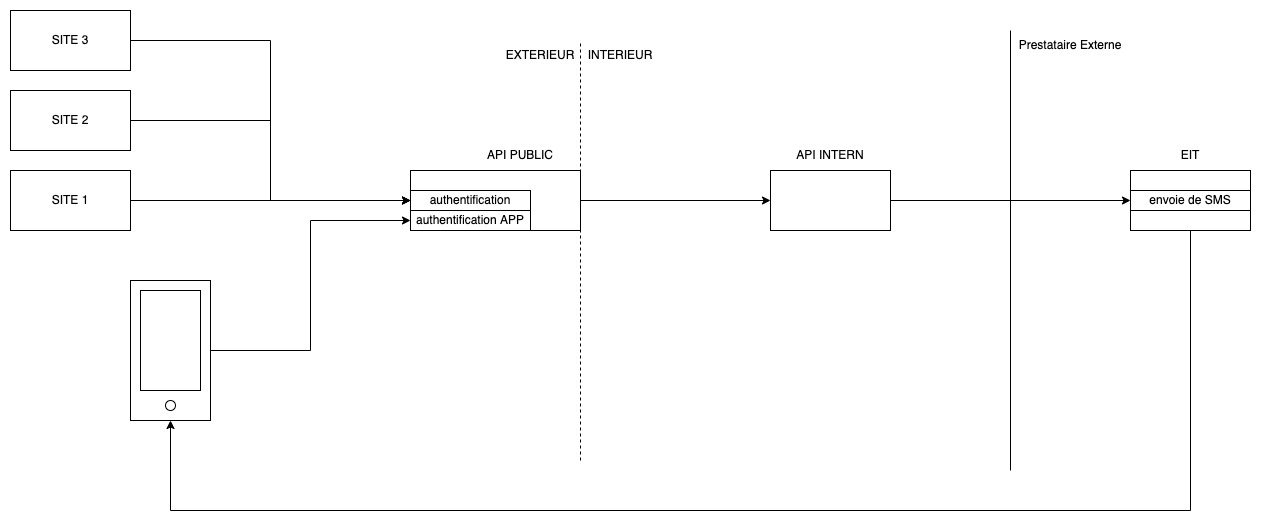 SITE 3
EXTERIEUR
INTERIEUR
Prestataire Externe
SITE 2
API PUBLIC
API INTERN
EIT
SITE 1
authentification
envoie de SMS
authentification APP